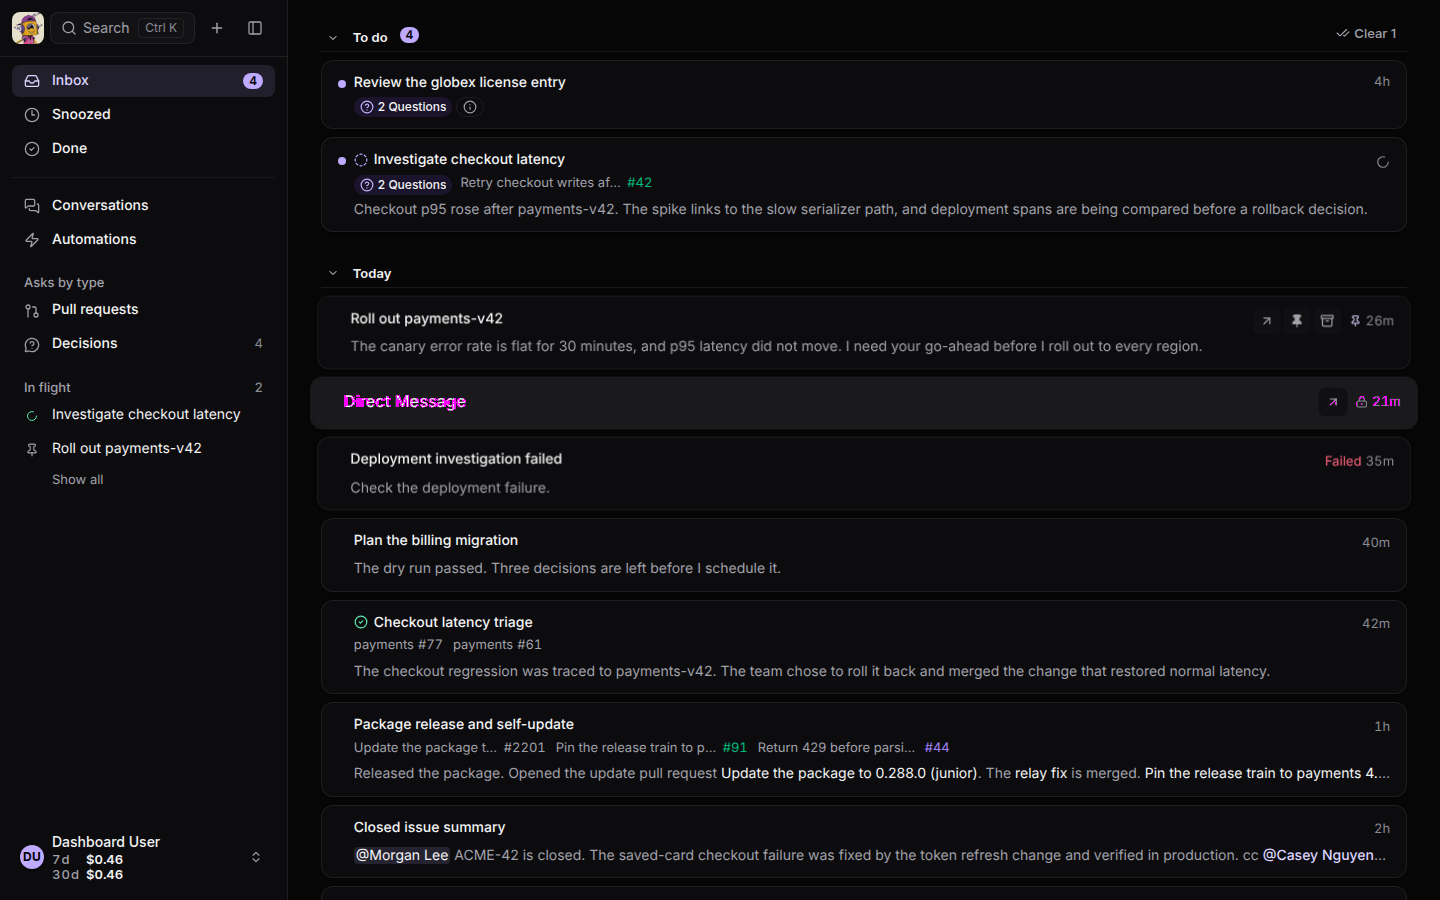 Search Ctrl K
Inbox 4
Snoozed
Done
Conversations
Automations
Asks by type
Pull requests
Decisions 4
In flight 2
Investigate checkout latency
Roll out payments-v42
Show all
DU Dashboard User
7d $0.46
30d $0.46
To do 4 Clear 1
Review the globex license entry 4h
2 Questions
Investigate checkout latency
2 Questions Retry checkout writes af... #42
Checkout p95 rose after payments-v42. The spike links to the slow serializer path, and deployment spans are being compared before a rollback decision.
Today
Roll out payments-v42 26m
The canary error rate is flat for 30 minutes, and p95 latency did not move. I need your go-ahead before I roll out to every region.
Direct Message 21m
Deployment investigation failed Failed 35m
Check the deployment failure.
Plan the billing migration 40m
The dry run passed. Three decisions are left before I schedule it.
Checkout latency triage 42m
payments #77 payments #61
The checkout regression was traced to payments-v42. The team chose to roll it back and merged the change that restored normal latency.
Package release and self-update 1h
Update the package t... #2201 Pin the release train to p... #91 Return 429 before parsi... #44
Released the package. Opened the update pull request Update the package to 0.288.0 (junior). The relay fix is merged. Pin the release train to payments 4....
Closed issue summary 2h
@Morgan Lee ACME-42 is closed. The saved-card checkout failure was fixed by the token refresh change and verified in production. cc @Casey Nguyen...